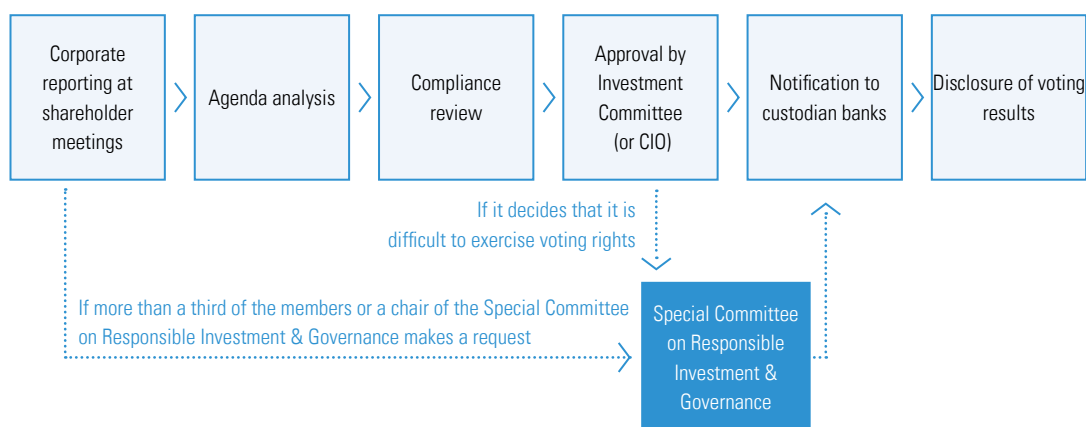 Corporate
reporting at
shareholder
meetings
Agenda analysis
Compliance
review
Approval by
Investment
Committee
(or CIO)
Notification to
custodian banks
Disclosure of voting
results
If it decides that it is
difficult to exercise voting rights
If more than a third of the members or a chair of the Special Committee
on Responsible Investment & Governance makes a request
Special Committee
on Responsible
Investment &
Governance